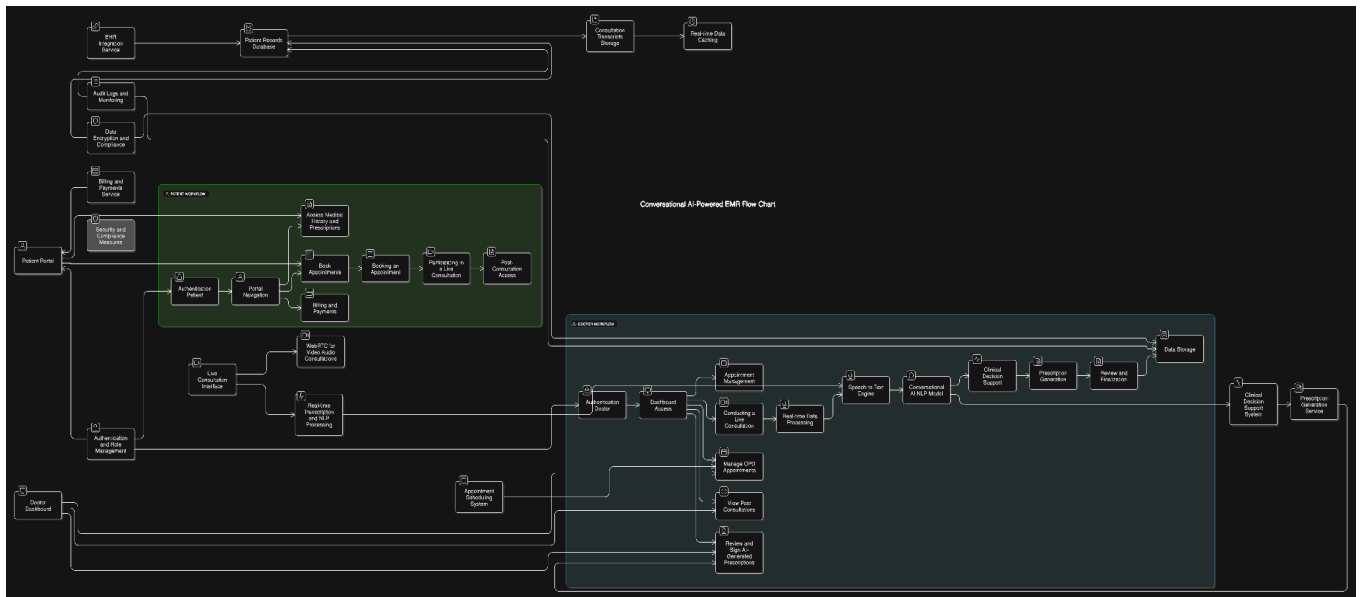 EHR
Integration
Service
Patient Records
Database
Consultation
Transcripts
Storage
Real-time Data
Caching
Audit Logs and
Monitoring
Data
Encryption and
Compliance
Billing and
Payments
Service
Security and
Compliance
Measures
Patient Portal
PATIENT WORKFLOW
Access Medical
History and
Prescriptions
Book
Appointments
Booking an
Appointment
Participating in
a Live
Consultation
Post-
Consultation
Access
Authentication
Patient
Portal
Navigation
Billing and
Payments
Conversational AI-Powered EMR Flow Chart
Live
Consultation
Interface
WebRTC for
Video Audio
Consultations
Real-time
Transcription
and NLP
Processing
Authentication
and Role
Management
Doctor
Dashboard
Appointment
Scheduling
System
DOCTOR WORKFLOW
Authentication
Doctor
Dashboard
Access
Appointment
Management
Conducting a
Live
Consultation
Real-time Data
Processing
Manage OPD
Appointments
View Past
Consultations
Review and
Sign AI-
Generated
Prescriptions
Speech to Text
Engine
Conversational
AI NLP Model
Clinical
Decision
Support
Prescription
Generation
Review and
Finalization
Data Storage
Clinical
Decision
Support
System
Prescription
Generation
Service